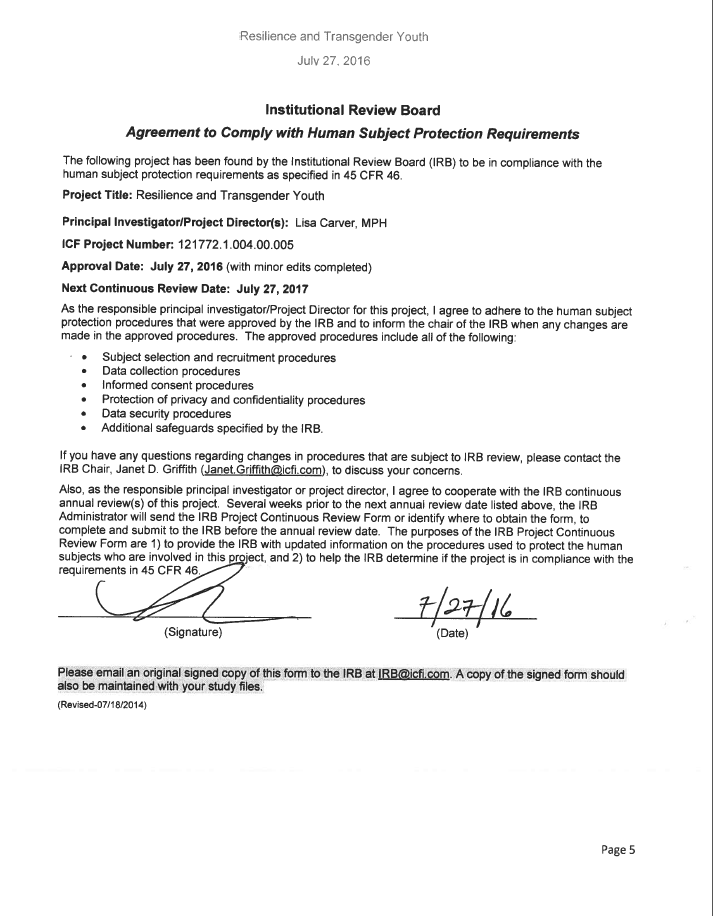 Resilience and Transgender Youth
July 27, 2016
Institutional Review Board
Agreement to Comply with Human Subject Protection Requirements
The following project has been found by the Institutional Review Board (IRB) to be in compliance with the
human subject protection requirements as specified in 45 CFR 46.
Project Title: Resilience and Transgender Youth
Principal Investigator/Project Director(s): Lisa Carver, MPH
ICF Project Number: 121772.1.004.00.005
Approval Date: July 27, 2016 (with minor edits completed)
Next Continuous Review Date: July 27, 2017
As the responsible principal investigator/Project Director for this project, I agree to adhere to the human subject
protection procedures that were approved by the IRB and to inform the chair of the IRB when any changes are
made in the approved procedures. The approved procedures include all of the following:
• Subject selection and recruitment procedures
• Data collection procedures
• Informed consent procedures
• Protection of privacy and confidentiality procedures
• Data security procedures
• Additional safeguards specified by the IRB.
If you have any questions regarding changes in procedures that are subject to IRB review, please contact the
IRB Chair, Janet D. Griffith (Janet.Griffith@icfi.com), to discuss your concerns.
Also, as the responsible principal investigator or project director, I agree to cooperate with the IRB continuous
annual review(s) of this project. Several weeks prior to the next annual review date listed above, the IRB
Administrator will send the IRB Project Continuous Review Form or identify where to obtain the form, to
complete and submit to the IRB before the annual review date. The purposes of the IRB Project Continuous
Review Form are 1) to provide the IRB with updated information on the procedures used to protect the human
subjects who are involved in this project, and 2) to help the IRB determine if the project is in compliance with the
requirements in 45 CFR 46.
7/27/16
(Signature) (Date)
Please email an original signed copy of this form to the IRB at IRB@icfi.com. A copy of the signed form should
also be maintained with your study files.
(Revised-07/18/2014)
Page 5